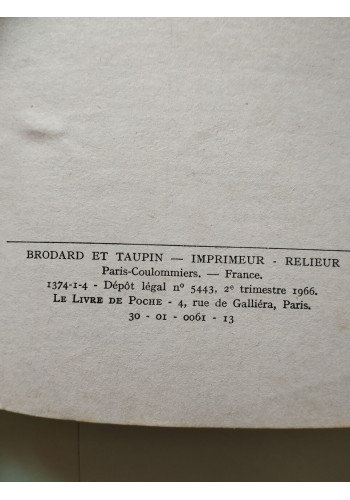 BRODARD ET TAUPIN — IMPRIMEUR - RELIEUR
Paris-Coulommiers. — France.
1374-1-4 - Dépôt légal nº 5443, 2e trimestre 1966.
LE LIVRE DE POCHE - 4, rue de Galliéra, Paris.
30 - 01 - 0061 - 13